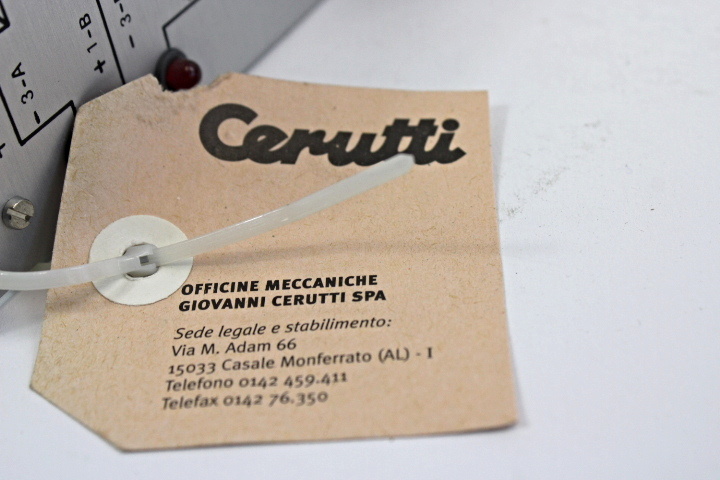 - 3-A
+ 1-B
Cerutti
OFFICINE MECCANICHE
GIOVANNI CERUTTI SPA
Sede legale e stabilimento:
Via M. Adam 66
15033 Casale Monferrato (AL) - I
Telefono 0142 459.411
Telefax 0142 76.350